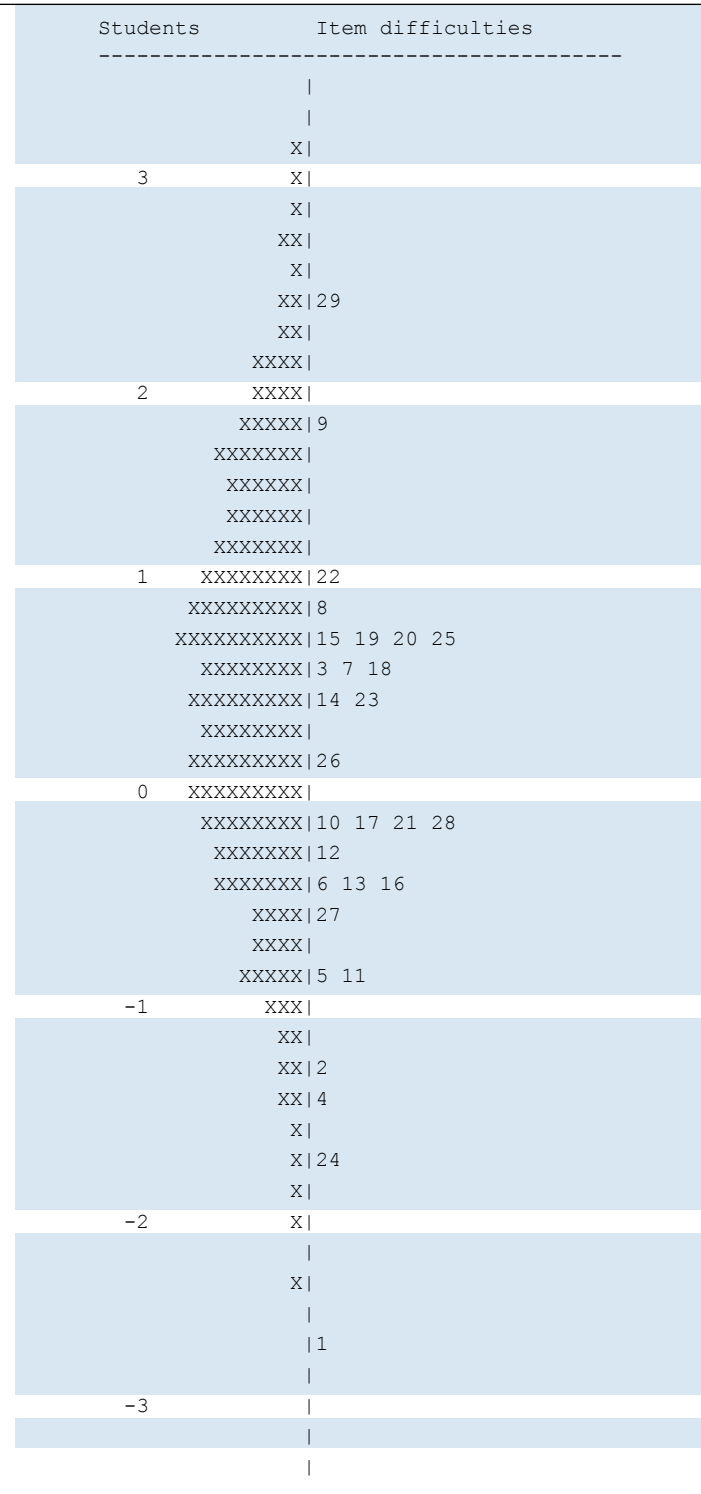 Students Item difficulties
-----------------------------------------
|
|
X|
3 X|
X|
XX|
X|
XX|29
XX|
XXXX|
2 XXXX|
XXXXX|9
XXXXXXX|
XXXXXX|
XXXXXX|
XXXXXXX|
1 XXXXXXXX|22
XXXXXXXXX|8
XXXXXXXXXX|15 19 20 25
XXXXXXXX|3 7 18
XXXXXXXXX|14 23
XXXXXXXX|
XXXXXXXXX|26
0 XXXXXXXXX|
XXXXXXXX|10 17 21 28
XXXXXXX|12
XXXXXXX|6 13 16
XXXX|27
XXXX|
XXXXX|5 11
-1 XXX|
XX|
XX|2
XX|4
X|
X|24
X|
-2 X|
|
X|
|
|1
|
-3 |
|
|